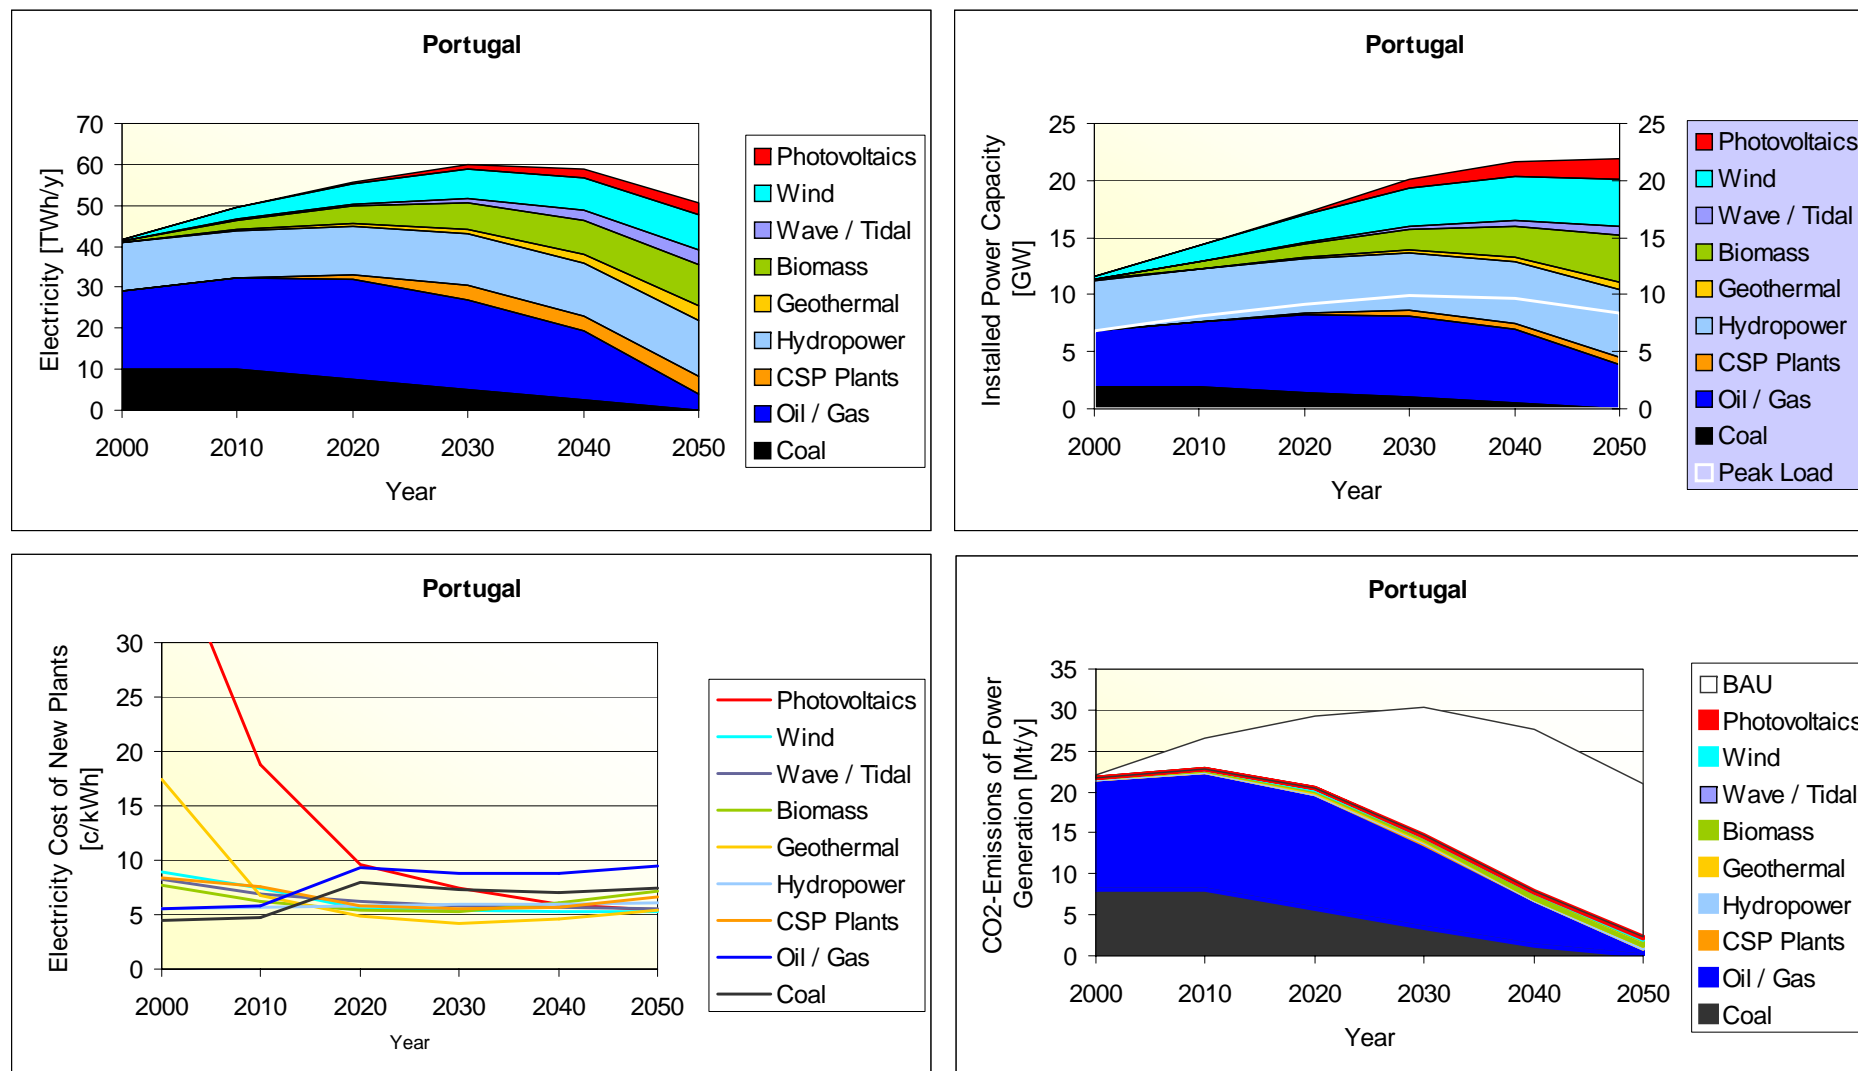 Portugal
Electricity [TWh/y]
70
60
50
40
30
20
10
0
2000 2010 2020 2030 2040 2050
Year
Photovoltaics
Wind
Wave / Tidal
Biomass
Geothermal
Hydropower
CSP Plants
Oil / Gas
Coal
Portugal
Installed Power Capacity
[GW]
25
20
15
10
5
0
25
20
15
10
5
0
2000 2010 2020 2030 2040 2050
Year
Photovoltaics
Wind
Wave / Tidal
Biomass
Geothermal
Hydropower
CSP Plants
Oil / Gas
Coal
Peak Load
Portugal
Electricity Cost of New Plants
[c/kWh]
30
25
20
15
10
5
0
2000 2010 2020 2030 2040 2050
Year
Photovoltaics
Wind
Wave / Tidal
Biomass
Geothermal
Hydropower
CSP Plants
Oil / Gas
Coal
Portugal
CO2-Emissions of Power
Generation [Mt/y]
35
30
25
20
15
10
5
0
2000 2010 2020 2030 2040 2050
Year
BAU
Photovoltaics
Wind
Wave / Tidal
Biomass
Geothermal
Hydropower
CSP Plants
Oil / Gas
Coal